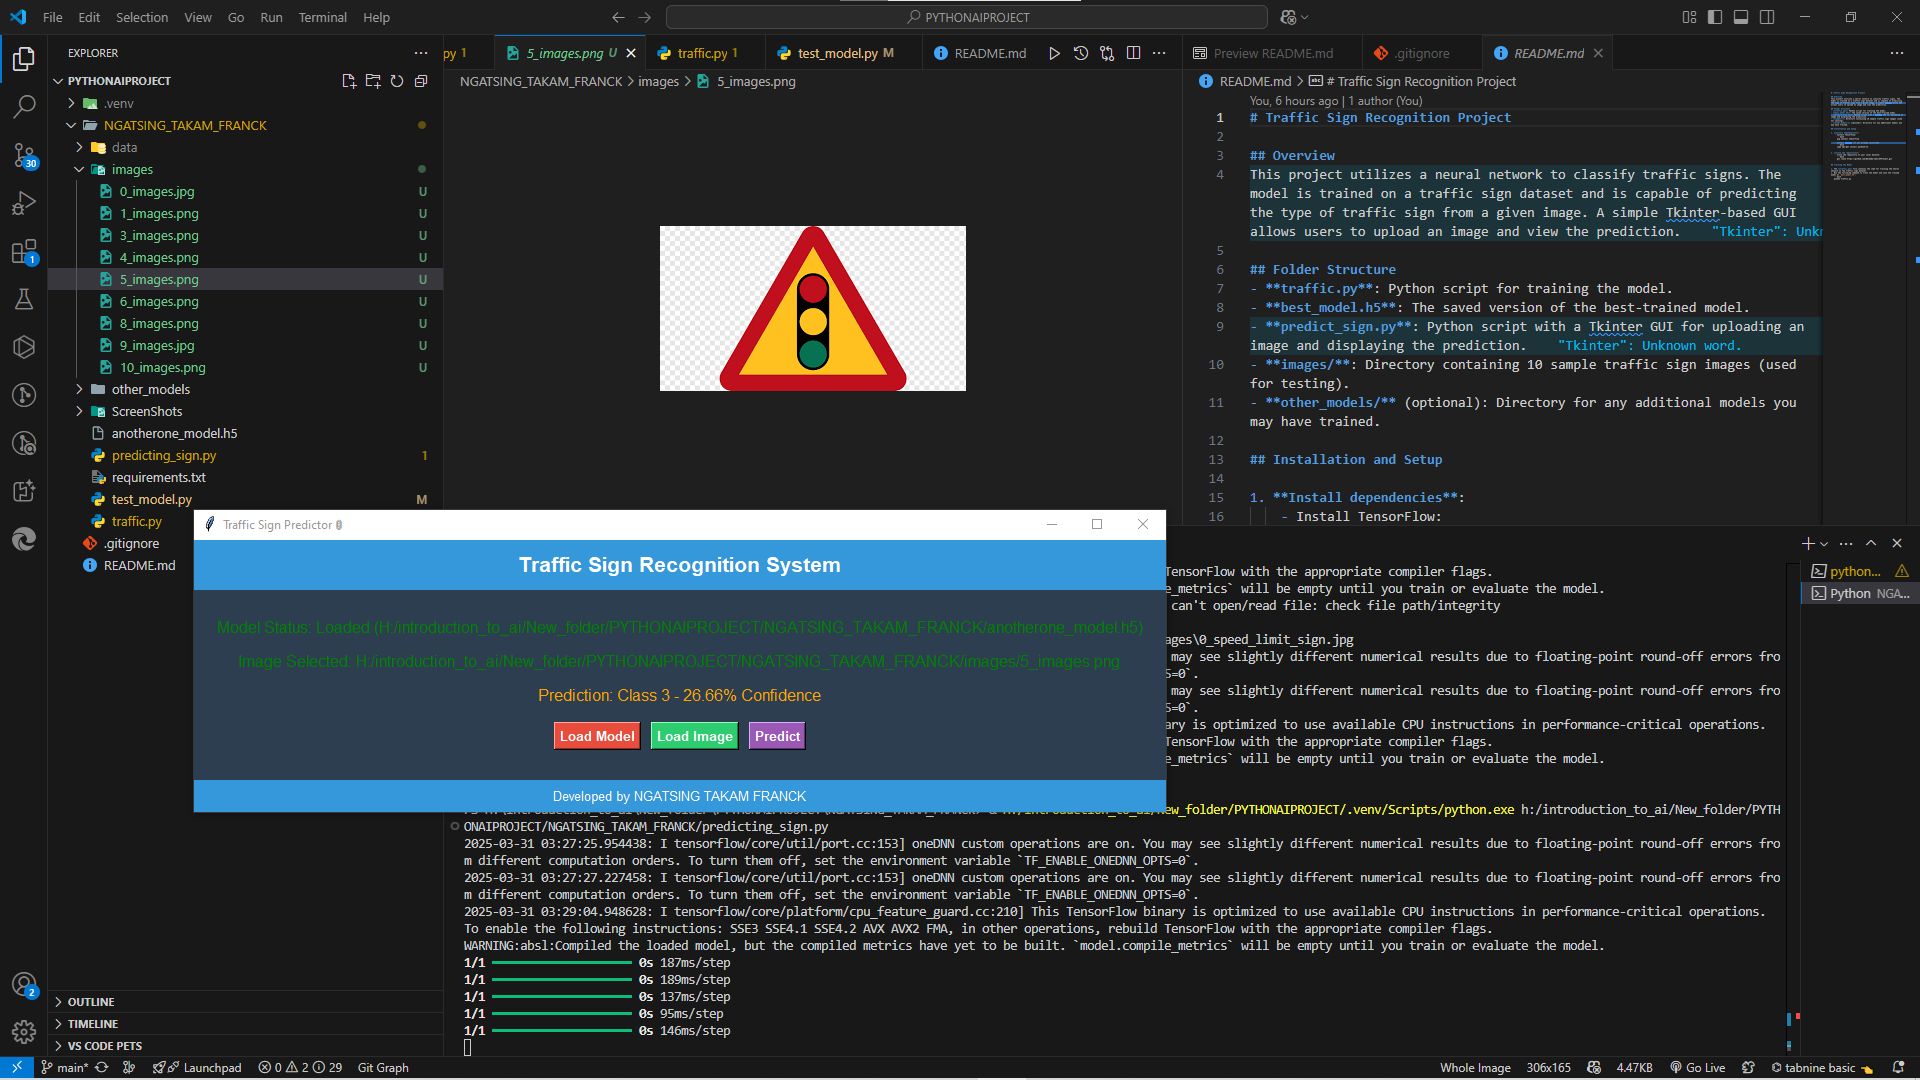 File Edit Selection View Go Run Terminal Help
PYTHONAIPROJECT
EXPLORER
PYTHONAIPROJECT
.venv
NGATSING_TAKAM_FRANCK
data
images
0_images.jpg U
1_images.png U
3_images.png U
4_images.png U
5_images.png U
6_images.png U
8_images.png U
9_images.jpg U
10_images.png U
other_models
ScreenShots
anotherone_model.h5
predicting_sign.py 1
requirements.txt
test_model.py M
traffic.py
.gitignore
README.md
OUTLINE
TIMELINE
VS CODE PETS
30
1
2
py 1
5_images.png U
traffic.py 1
test_model.py M
README.md
NGATSING_TAKAM_FRANCK > images > 5_images.png
Preview README.md
.gitignore
README.md
README.md > # Traffic Sign Recognition Project
You, 6 hours ago | 1 author (You)
1 # Traffic Sign Recognition Project
2
3 ## Overview
4 This project utilizes a neural network to classify traffic signs. The
model is trained on a traffic sign dataset and is capable of predicting
the type of traffic sign from a given image. A simple Tkinter-based GUI
allows users to upload an image and view the prediction. "Tkinter": Unkn
5
6 ## Folder Structure
7 - **traffic.py**: Python script for training the model.
8 - **best_model.h5**: The saved version of the best-trained model.
9 - **predict_sign.py**: Python script with a Tkinter GUI for uploading an
image and displaying the prediction. "Tkinter": Unknown word.
10 - **images/**: Directory containing 10 sample traffic sign images (used
for testing).
11 - **other_models/** (optional): Directory for any additional models you
may have trained.
12
13 ## Installation and Setup
14
15 1. **Install dependencies**:
16 - Install TensorFlow:
Traffic Sign Predictor
Traffic Sign Recognition System
Model Status: Loaded (H:/introduction_to_ai/New_folder/PYTHONAIPROJECT/NGATSING_TAKAM_FRANCK/anotherone_model.h5)
Image Selected: H:/introduction_to_ai/New_folder/PYTHONAIPROJECT/NGATSING_TAKAM_FRANCK/images/5_images.png
Prediction: Class 3 - 26.66% Confidence
Load Model Load Image Predict
Developed by NGATSING TAKAM FRANCK
python...
Python NGA...
TensorFlow with the appropriate compiler flags.
e_metrics` will be empty until you train or evaluate the model.
can't open/read file: check file path/integrity
ages\0_speed_limit_sign.jpg
may see slightly different numerical results due to floating-point round-off errors fro
S=0`.
may see slightly different numerical results due to floating-point round-off errors fro
S=0`.
ary is optimized to use available CPU instructions in performance-critical operations.
TensorFlow with the appropriate compiler flags.
e_metrics` will be empty until you train or evaluate the model.
ew_folder/PYTHONAIPROJECT/.venv/Scripts/python.exe h:/introduction_to_ai/New_folder/PYTH
ONAIPROJECT/NGATSING_TAKAM_FRANCK/predicting_sign.py
2025-03-31 03:27:25.954438: I tensorflow/core/util/port.cc:153] oneDNN custom operations are on. You may see slightly different numerical results due to floating-point round-off errors fro
m different computation orders. To turn them off, set the environment variable `TF_ENABLE_ONEDNN_OPTS=0`.
2025-03-31 03:27:27.227458: I tensorflow/core/util/port.cc:153] oneDNN custom operations are on. You may see slightly different numerical results due to floating-point round-off errors fro
m different computation orders. To turn them off, set the environment variable `TF_ENABLE_ONEDNN_OPTS=0`.
2025-03-31 03:29:04.948628: I tensorflow/core/platform/cpu_feature_guard.cc:210] This TensorFlow binary is optimized to use available CPU instructions in performance-critical operations.
To enable the following instructions: SSE3 SSE4.1 SSE4.2 AVX AVX2 FMA, in other operations, rebuild TensorFlow with the appropriate compiler flags.
WARNING:absl:Compiled the loaded model, but the compiled metrics have yet to be built. `model.compile_metrics` will be empty until you train or evaluate the model.
1/1 0s 187ms/step
1/1 0s 189ms/step
1/1 0s 137ms/step
1/1 0s 95ms/step
1/1 0s 146ms/step
main* Launchpad 0 2 29 Git Graph
Whole Image 306x165 4.47KB Go Live tabnine basic